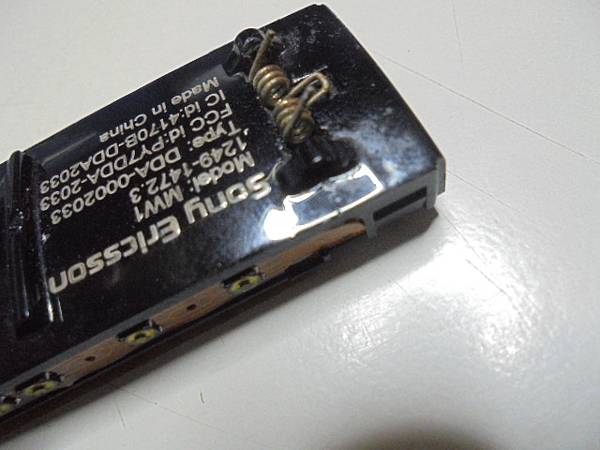 Sony Ericsson
Model: MW1
1249-1472.3
Type: DDA-0002033
FCC id:PY7DDA-2033
IC id:4170B-DDA2033
Made in China